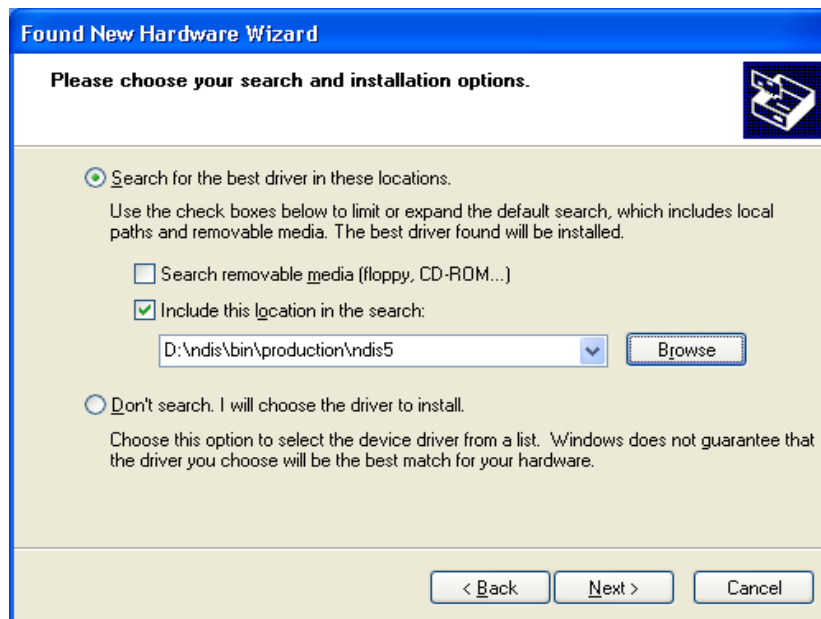 Found New Hardware Wizard
Please choose your search and installation options.
Search for the best driver in these locations.
Use the check boxes below to limit or expand the default search, which includes local
paths and removable media. The best driver found will be installed.
Search removable media (floppy, CD-ROM...)
Include this location in the search:
D:\ndis\bin\production\ndis5
Browse
Don't search. I will choose the driver to install.
Choose this option to select the device driver from a list.  Windows does not guarantee that
the driver you choose will be the best match for your hardware.
< Back
Next >
Cancel